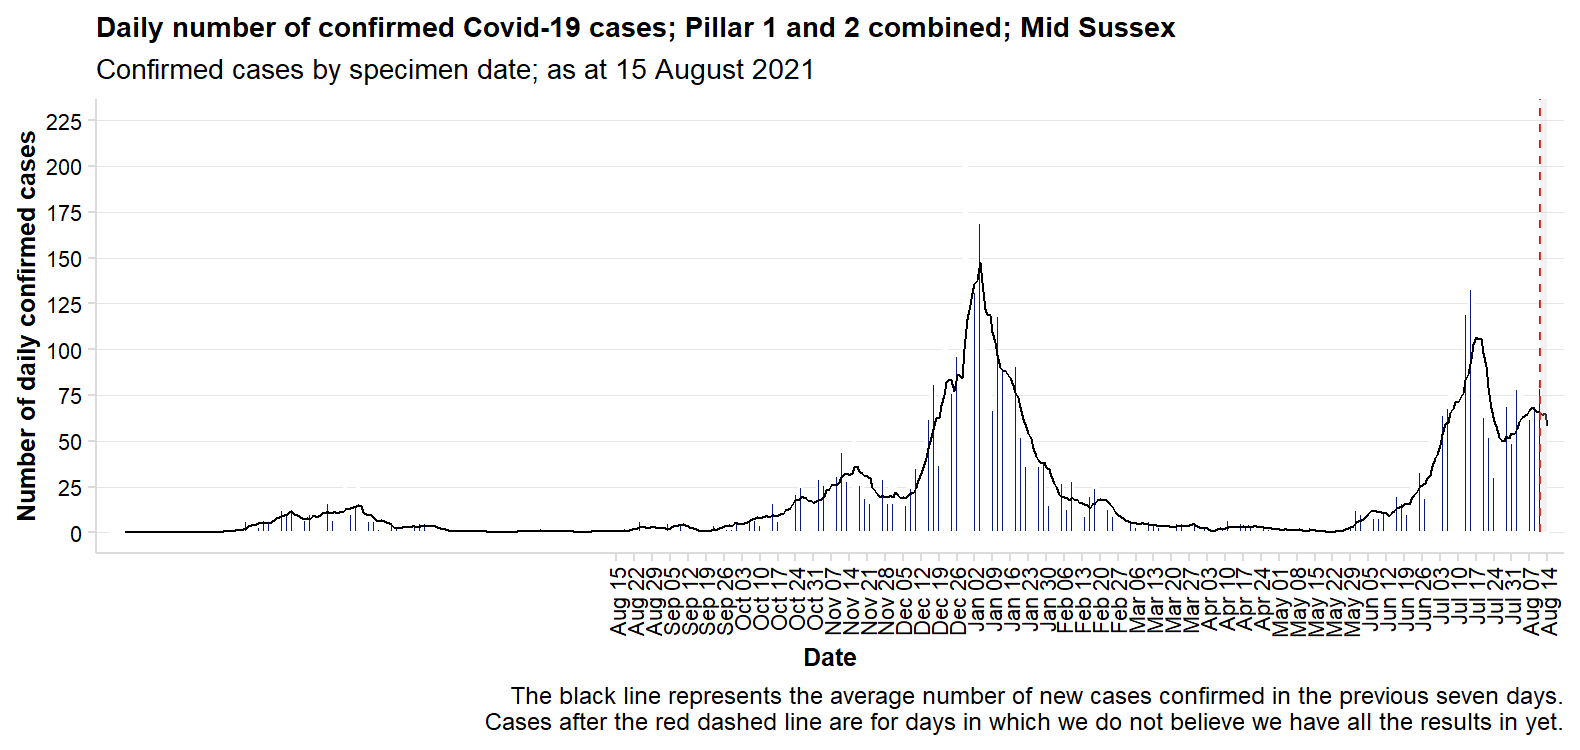 Daily number of confirmed Covid-19 cases; Pillar 1 and 2 combined; Mid Sussex
Confirmed cases by specimen date; as at 15 August 2021
Number of daily confirmed cases
225
200
175
150
125
100
75
50
25
0
Aug 15
Aug 22
Aug 29
Sep 05
Sep 12
Sep 19
Sep 26
Oct 03
Oct 10
Oct 17
Oct 24
Oct 31
Nov 07
Nov 14
Nov 21
Nov 28
Dec 05
Dec 12
Dec 19
Dec 26
Jan 02
Jan 09
Jan 16
Jan 23
Jan 30
Feb 06
Feb 13
Feb 20
Feb 27
Mar 06
Mar 13
Mar 20
Mar 27
Apr 03
Apr 10
Apr 17
Apr 24
May 01
May 08
May 15
May 22
May 29
Jun 05
Jun 12
Jun 19
Jun 26
Jul 03
Jul 10
Jul 17
Jul 24
Jul 31
Aug 07
Aug 14
Date
The black line represents the average number of new cases confirmed in the previous seven days.
Cases after the red dashed line are for days in which we do not believe we have all the results in yet.